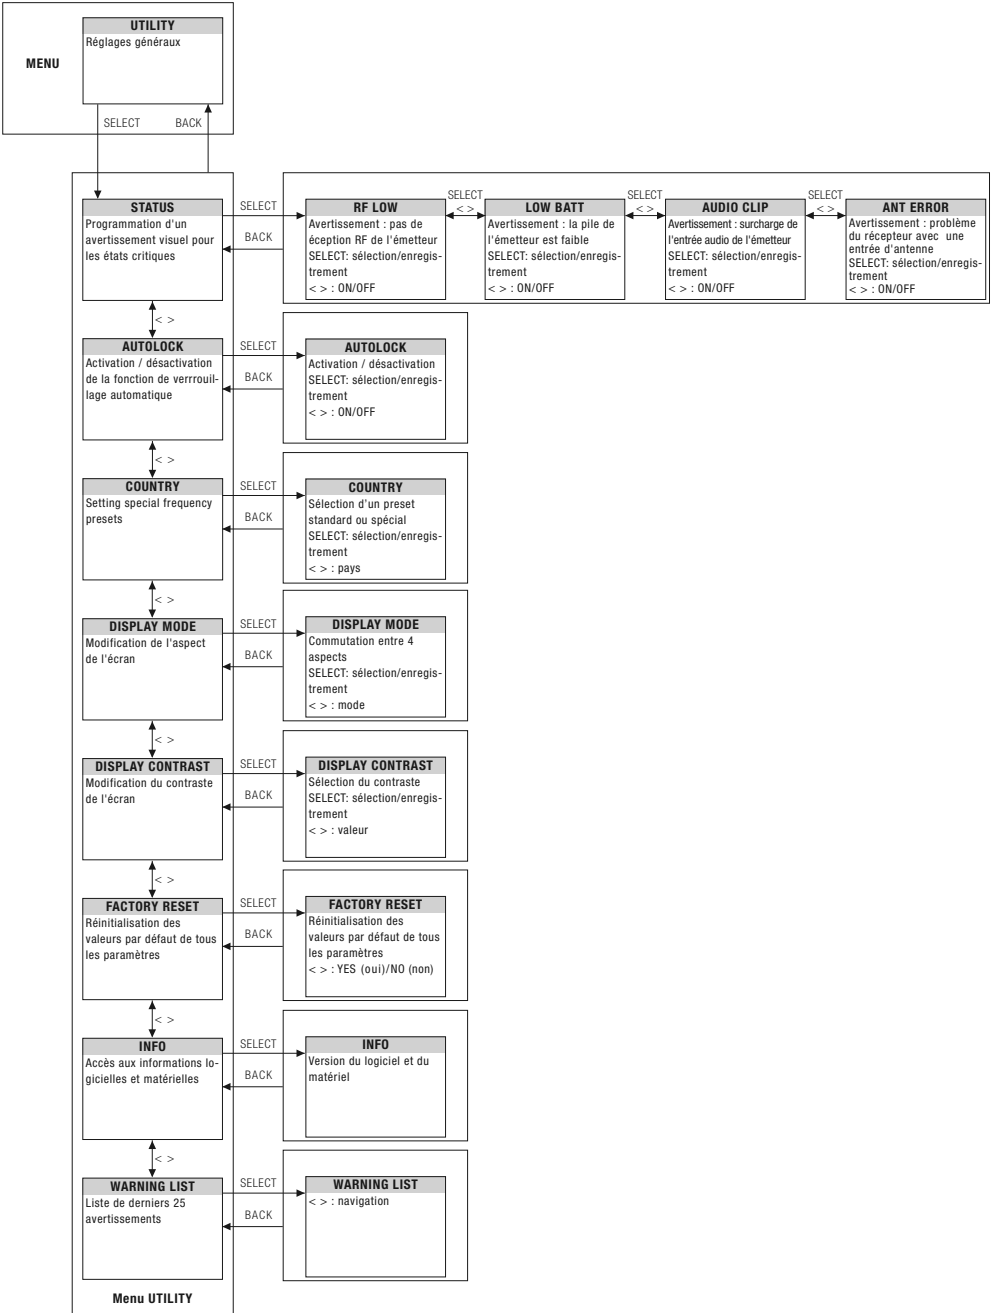 UTILITY
Réglages généraux
MENU
SELECT
BACK
STATUS
Programmation d'un
avertissement visuel pour
les états critiques
SELECT
BACK
RF LOW
Avertissement : pas de
éception RF de l'émetteur
SELECT: sélection/enregis-
trement
< > : ON/OFF
SELECT
< >
LOW BATT
Avertissement : la pile de
l'émetteur est faible
SELECT: sélection/enregis-
trement
< > : ON/OFF
SELECT
< >
AUDIO CLIP
Avertissement : surcharge de
l'entrée audio de l'émetteur
SELECT: sélection/enregis-
trement
< > : ON/OFF
SELECT
< >
ANT ERROR
Avertissement : problème
du récepteur avec une
entrée d'antenne
SELECT: sélection/enregis-
trement
< > : ON/OFF
< >
AUTOLOCK
Activation / désactivation
de la fonction de verrrouil-
lage automatique
SELECT
BACK
AUTOLOCK
Activation / désactivation
SELECT: sélection/enregis-
trement
< > : ON/OFF
< >
COUNTRY
Setting special frequency
presets
SELECT
BACK
COUNTRY
Sélection d'un preset
standard ou spécial
SELECT: sélection/enregis-
trement
< > : pays
< >
DISPLAY MODE
Modification de l'aspect
de l'écran
SELECT
BACK
DISPLAY MODE
Commutation entre 4
aspects
SELECT: sélection/enregis-
trement
< > : mode
< >
DISPLAY CONTRAST
Modification du contraste
de l'écran
SELECT
BACK
DISPLAY CONTRAST
Sélection du contraste
SELECT: sélection/enregis-
trement
< > : valeur
< >
FACTORY RESET
Réinitialisation des
valeurs par défaut de tous
les paramètres
SELECT
BACK
FACTORY RESET
Réinitialisation des
valeurs par défaut de tous
les paramètres
< > : YES (oui)/NO (non)
< >
INFO
Accès aux informations lo-
gicielles et matérielles
SELECT
BACK
INFO
Version du logiciel et du
matériel
< >
WARNING LIST
Liste de derniers 25
avertissements
SELECT
BACK
WARNING LIST
< > : navigation
Menu UTILITY